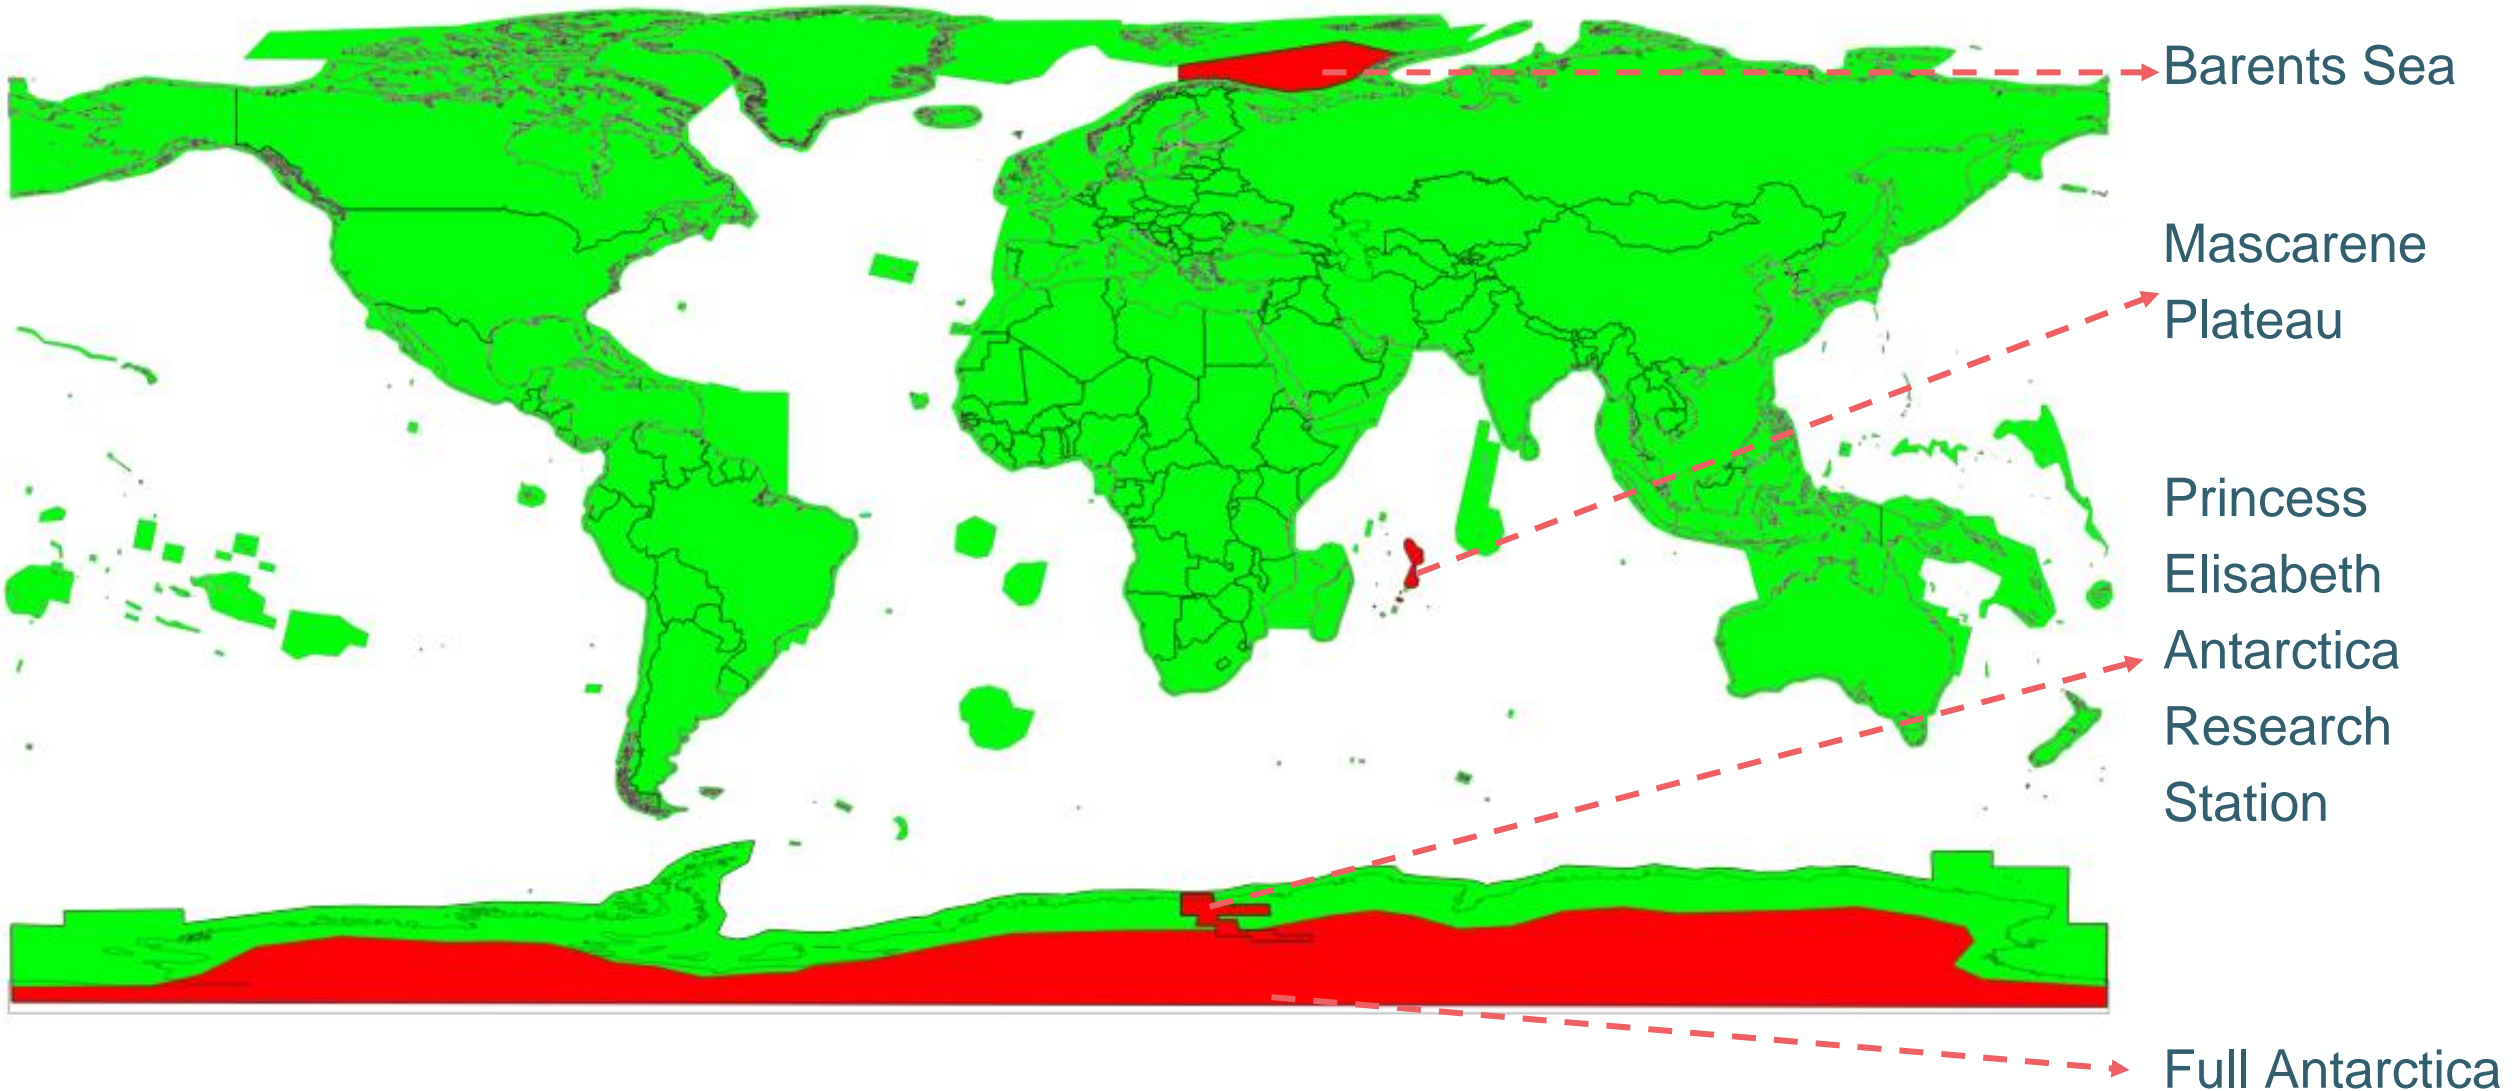 Barents Sea
Mascarene
Plateau
Princess
Elisabeth
Antarctica
Research
Station
Full Antarctica